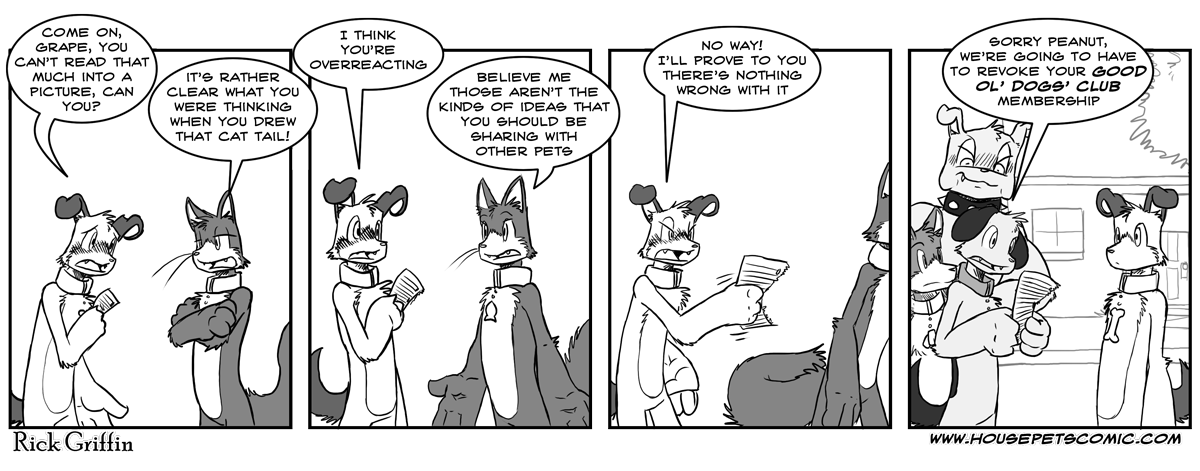 COME ON,
GRAPE, YOU
CAN'T READ THAT
MUCH INTO A
PICTURE, CAN
YOU?
IT'S RATHER
CLEAR WHAT YOU
WERE THINKING
WHEN YOU DREW
THAT CAT TAIL!
I THINK
YOU'RE
OVERREACTING
BELIEVE ME
THOSE AREN'T THE
KINDS OF IDEAS THAT
YOU SHOULD BE
SHARING WITH
OTHER PETS
NO WAY!
I'LL PROVE TO YOU
THERE'S NOTHING
WRONG WITH IT
SORRY PEANUT,
WE'RE GOING TO HAVE
TO REVOKE YOUR GOOD
OL' DOGS' CLUB
MEMBERSHIP
Rick Griffin
WWW.HOUSEPETSCOMIC.COM